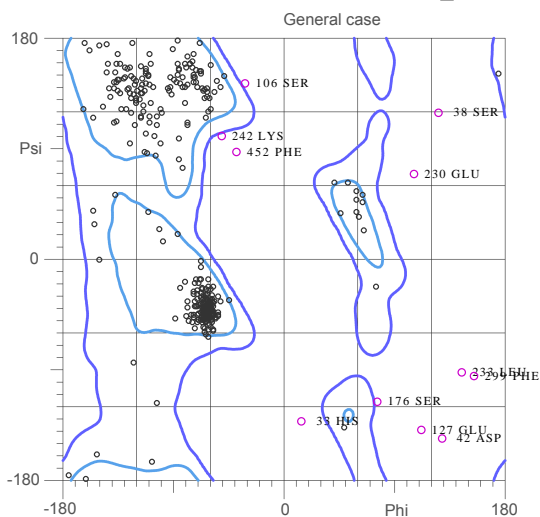 General case
180
106 SER
38 SER
242 LYS
Psi
452 PHE
230 GLU
0
233 LEU
299 PHE
176 SER
33 HIS
127 GLU
42 ASP
-180
-180
0
Phi
180